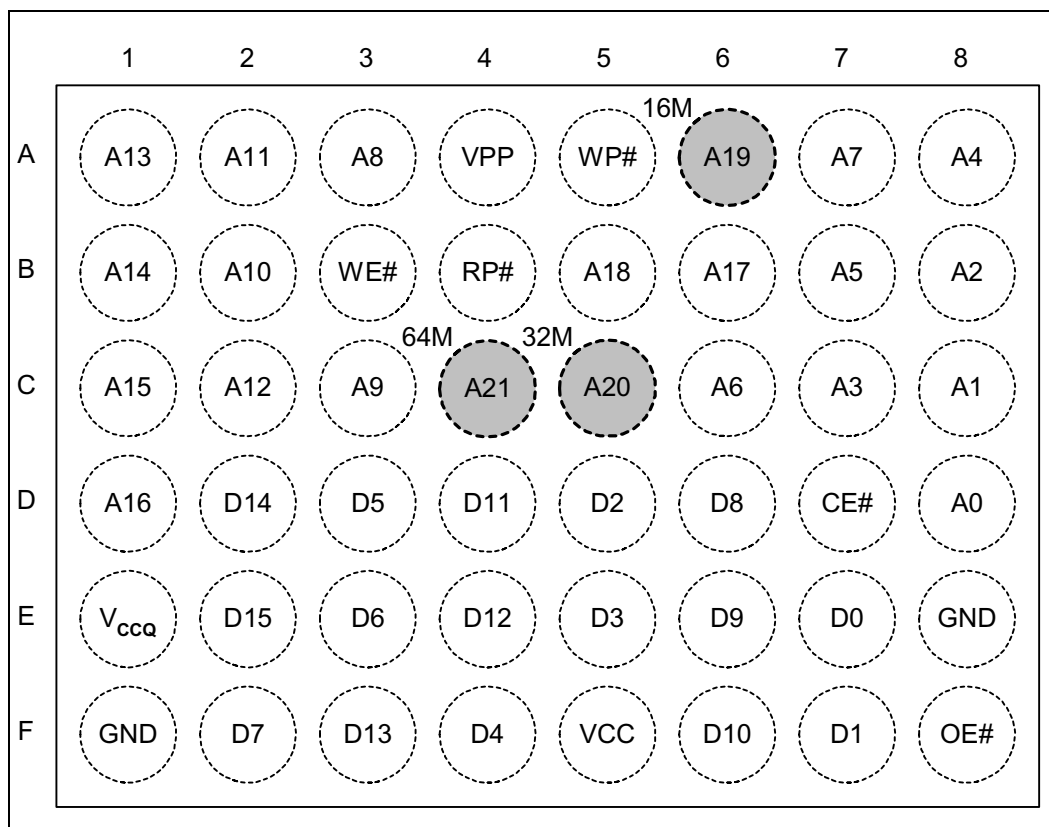 1 2 3 4 5 6 7 8
16M
A A13 A11 A8 VPP WP# A19 A7 A4
B A14 A10 WE# RP# A18 A17 A5 A2
64M 32M
C A15 A12 A9 A21 A20 A6 A3 A1
D A16 D14 D5 D11 D2 D8 CE# A0
E VCCQ D15 D6 D12 D3 D9 D0 GND
F GND D7 D13 D4 VCC D10 D1 OE#